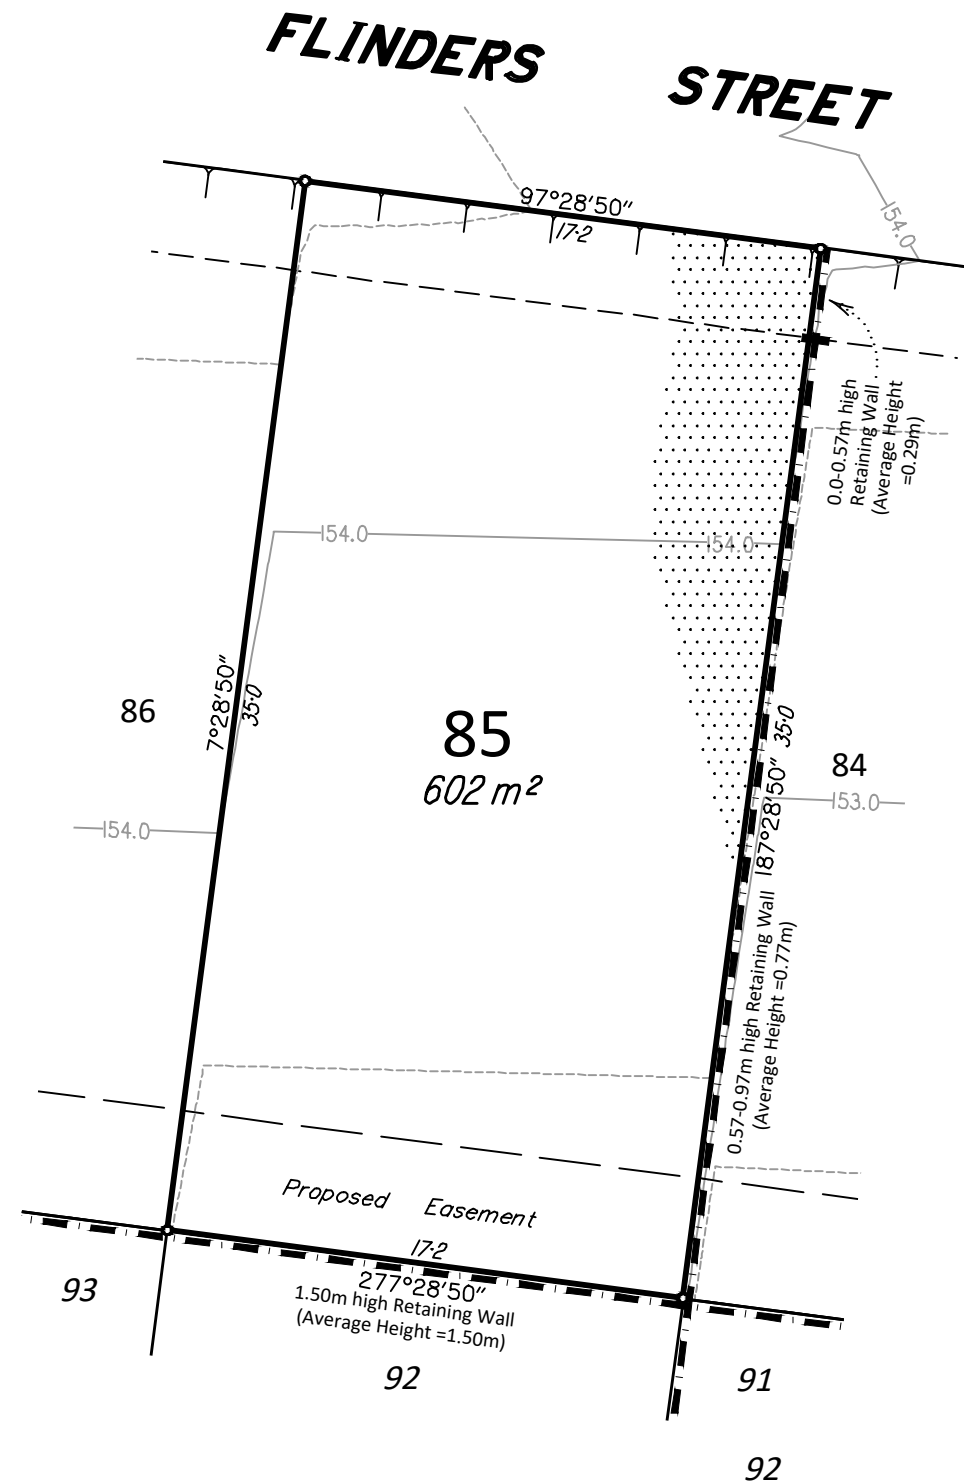 FLINDERS STREET
97°28'50"
17·2
154.0
0.0-0.57m high
Retaining Wall
(Average Height
=0.29m)
154.0
154.0
7°28'50"
35·0
86
85
602 m²
35·0
187°28'50"
84
153.0
154.0
0.57-0.97m high Retaining Wall
(Average Height =0.77m)
Proposed Easement
17·2
277°28'50"
1.50m high Retaining Wall
(Average Height =1.50m)
93
92
91
92